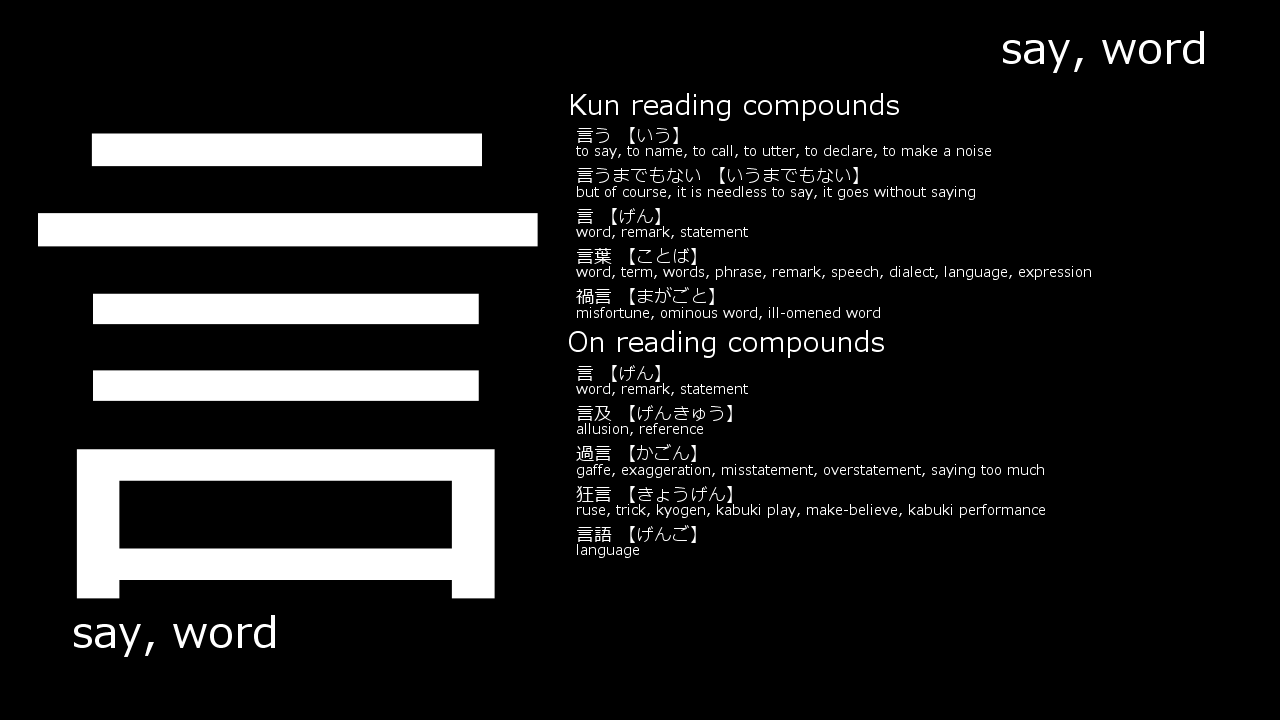 say, word
言
say, word
Kun reading compounds
言う 【いう】
to say, to name, to call, to utter, to declare, to make a noise
言うまでもない 【いうまでもない】
but of course, it is needless to say, it goes without saying
言 【げん】
word, remark, statement
言葉 【ことば】
word, term, words, phrase, remark, speech, dialect, language, expression
禍言 【まがごと】
misfortune, ominous word, ill-omened word
On reading compounds
言 【げん】
word, remark, statement
言及 【げんきゅう】
allusion, reference
過言 【かごん】
gaffe, exaggeration, misstatement, overstatement, saying too much
狂言 【きょうげん】
ruse, trick, kyogen, kabuki play, make-believe, kabuki performance
言語 【げんご】
language